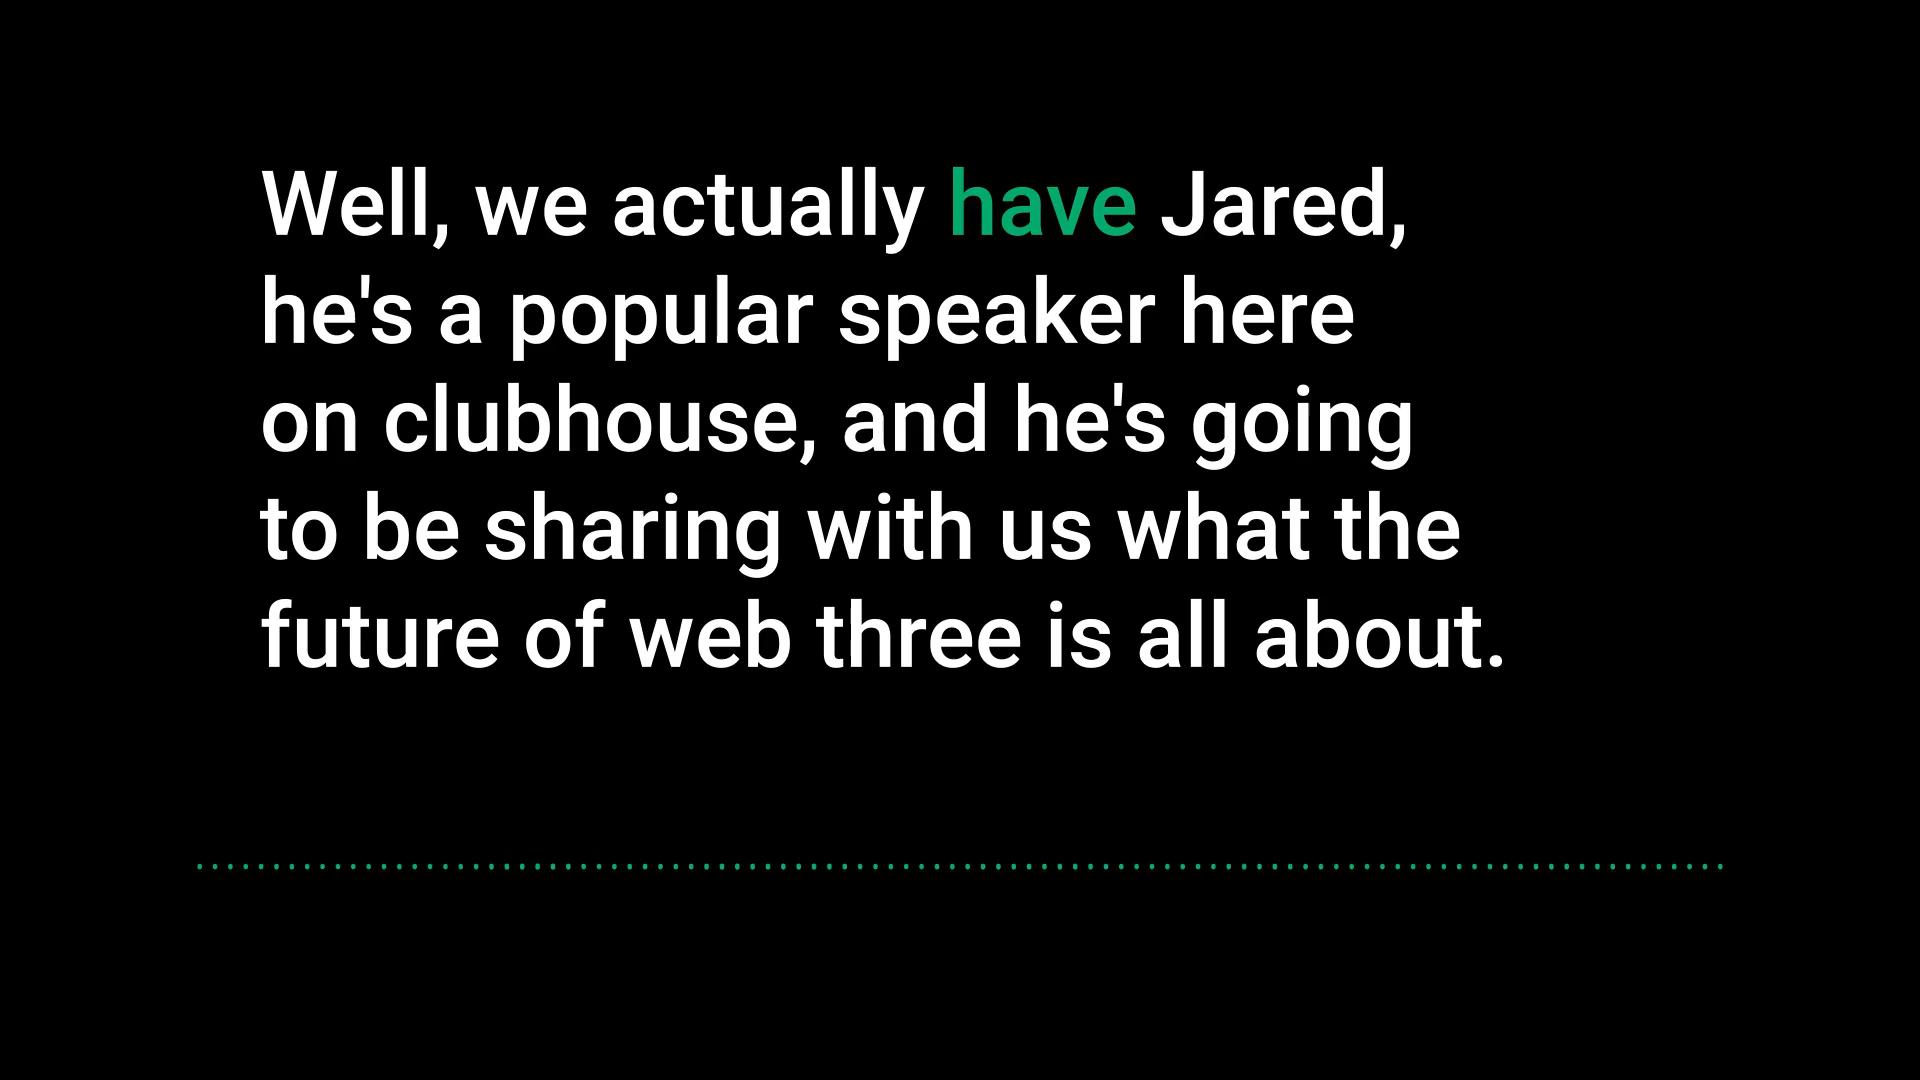 Well, we actually have Jared,
he's a popular speaker here
on clubhouse, and he's going
to be sharing with us what the
future of web three is all about.